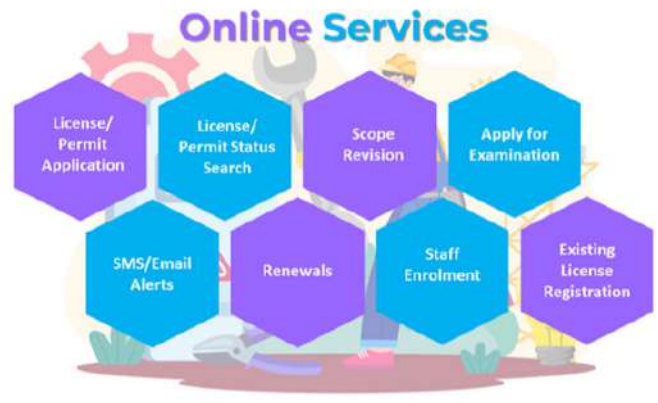 Online Services
License/
Permit
Application
License/
Permit Status
Search
Scope
Revision
Apply for
Examination
SMS/Email
Alerts
Renewals
Staff
Enrolment
Existing
License
Registration